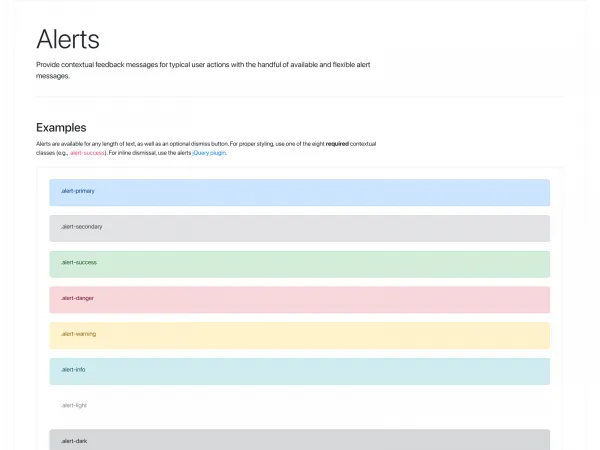 Alerts
Provide contextual feedback messages for typical user actions with the handful of available and flexible alert
messages.
Examples
Alerts are available for any length of text, as well as an optional dismiss button. For proper styling, use one of the eight required contextual
classes (e.g., .alert-success). For inline dismissal, use the alerts jQuery plugin.
.alert-primary
.alert-secondary
.alert-success
.alert-danger
.alert-warning
.alert-info
.alert-light
.alert-dark